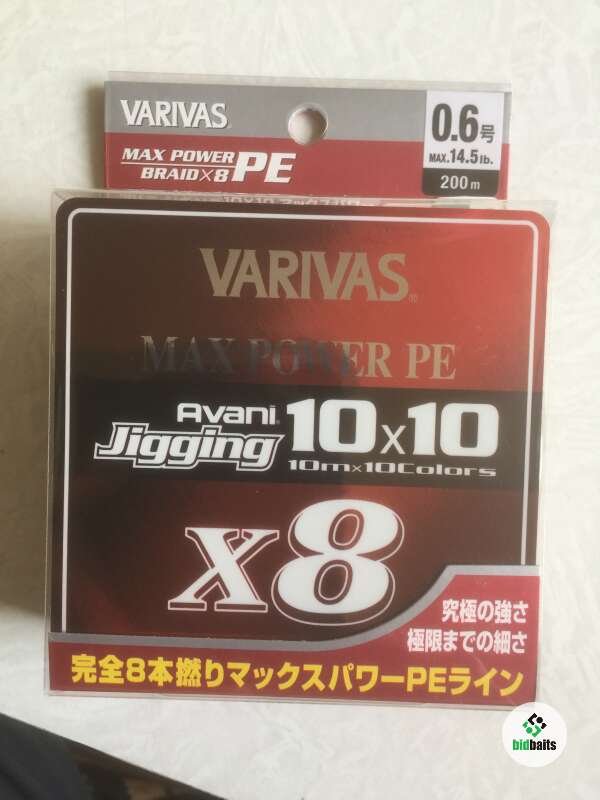 VARIVAS®
MAX POWER PE
BRAID×8
0.6号
MAX.14.5lb.
200m
VARIVAS®
MAX POWER PE
Avani®
Jigging 10×10
10m×10Colors
x8
究極の強さ
極限までの細さ
完全8本撚りマックスパワーPEライン
bidbaits